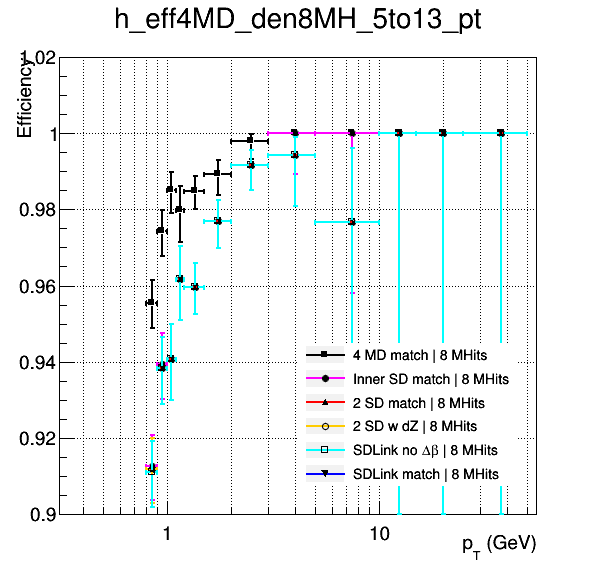 h_eff4MD_den8MH_5to13_pt
Efficiency
1.02
1
0.98
0.96
0.94
0.92
0.9
4 MD match | 8 MHits
Inner SD match | 8 MHits
2 SD match | 8 MHits
2 SD w dZ | 8 MHits
SDLink no Δβ | 8 MHits
SDLink match | 8 MHits
1
10
p_T (GeV)